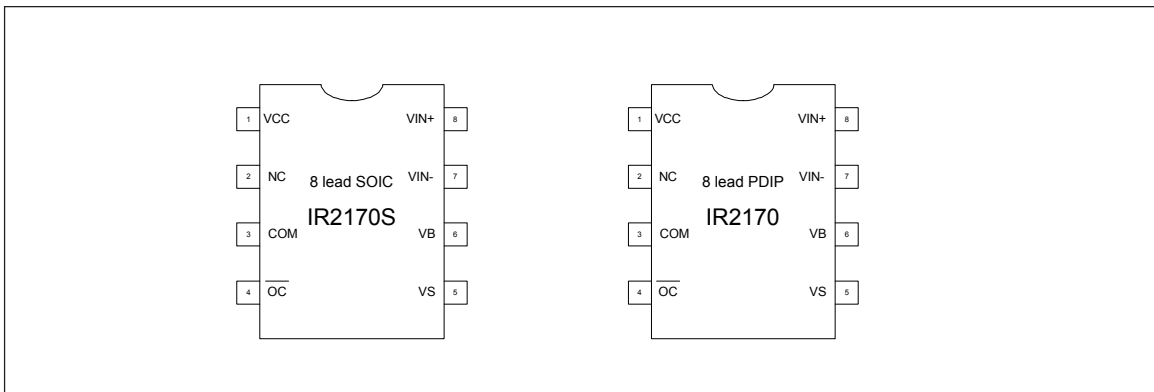 1 VCC VIN+ 8
2 NC 8 lead SOIC VIN- 7
IR2170S
3 COM VB 6
4 O̅C̅ VS 5
1 VCC VIN+ 8
2 NC 8 lead PDIP VIN- 7
IR2170
3 COM VB 6
4 O̅C̅ VS 5